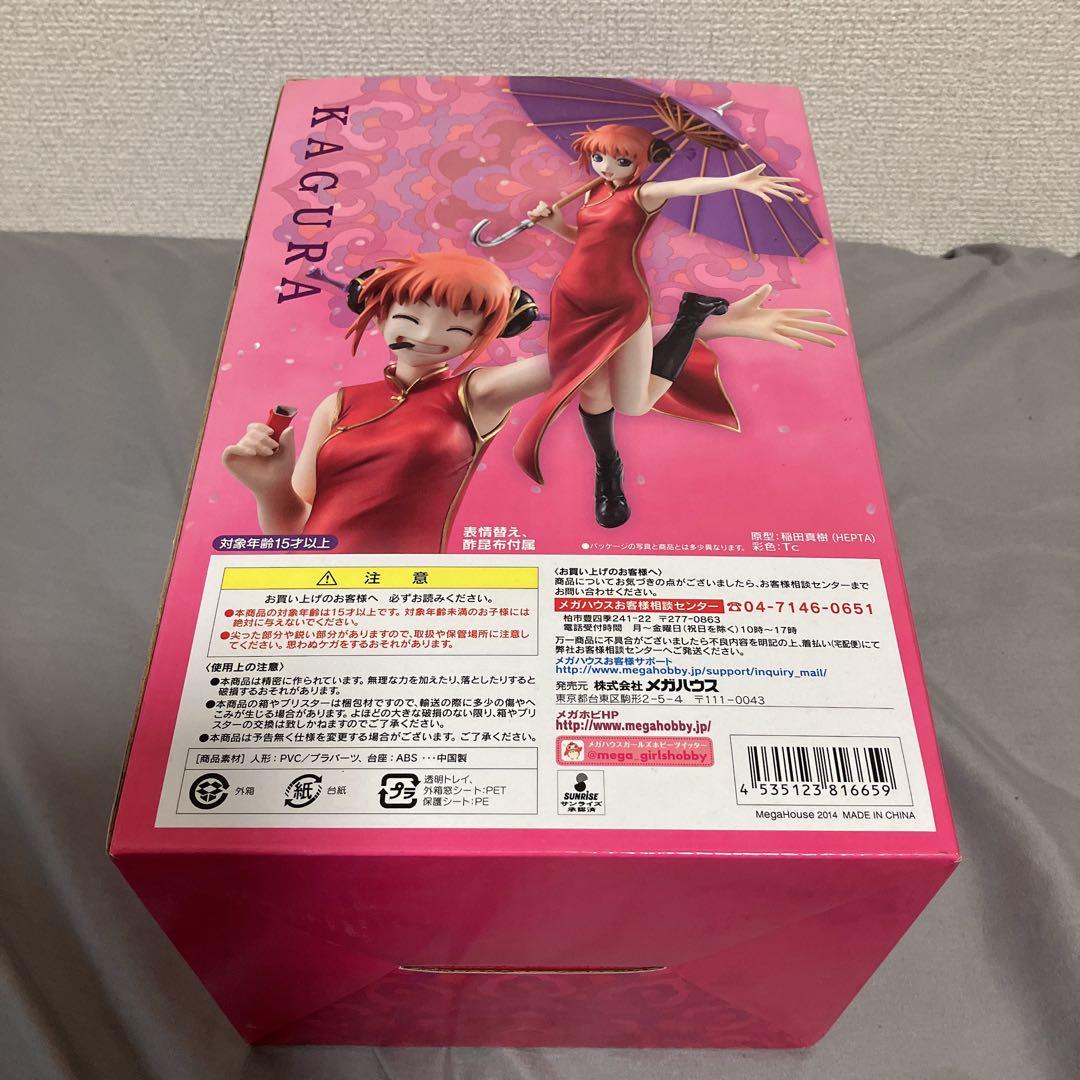 KAGURA
対象年齢15才以上
表情替え、
酢昆布付属
●パッケージの写真と商品とは多少異なります。
原型:稲田真樹(HEPTA)
彩色:Tc
注意
お買い上げのお客様へ 必ずお読みください。
●本商品の対象年齢は15才以上です。対象年齢未満のお子様には
絶対に与えないでください。
●尖った部分や鋭い部分がありますので、取扱や保管場所に注意し
てください。思わぬケガをするおそれがあります。
〈使用上の注意〉
●本商品は精密に作られています。無理な力を加えたり、落としたりすると
破損するおそれがあります。
●本商品の箱やブリスターは梱包材ですので、輸送の際に多少の傷やへ
こみが生じる場合があります。よほどの大きな破損のない限り、箱やブリ
スターの交換は致しかねますのでご了承ください。
●本商品は予告無く仕様を変更する場合がございます。ご了承ください。
[商品素材] 人形:PVC/プラパーツ、台座:ABS ・・・中国製
外箱
紙
台紙
プラ
透明トレイ、
外箱窓シート:PET
保護シート:PE
〈お買い上げのお客様へ〉
商品についてお気づきの点がございましたら、お客様相談センターまで
お問い合わせください。
メガハウスお客様相談センター ☎04-7146-0651
柏市豊四季241-22 〒277-0863
電話受付時間 月〜金曜日(祝日を除く)10時〜17時
万一商品に不具合がございましたら不良内容を明記の上、着払い(宅配便)にて
弊社お客様相談センターへご発送ください。
メガハウスお客様サポート
http://www.megahobby.jp/support/inquiry_mail/
発売元 株式会社 メガハウス
東京都台東区駒形2-5-4 〒111-0043
メガホビHP
http://www.megahobby.jp/
メガハウスガールズホビーツイッター
@mega_girlshobby
SUNRISE
サンライズ
承認済
4 535123 816659
MegaHouse 2014 MADE IN CHINA